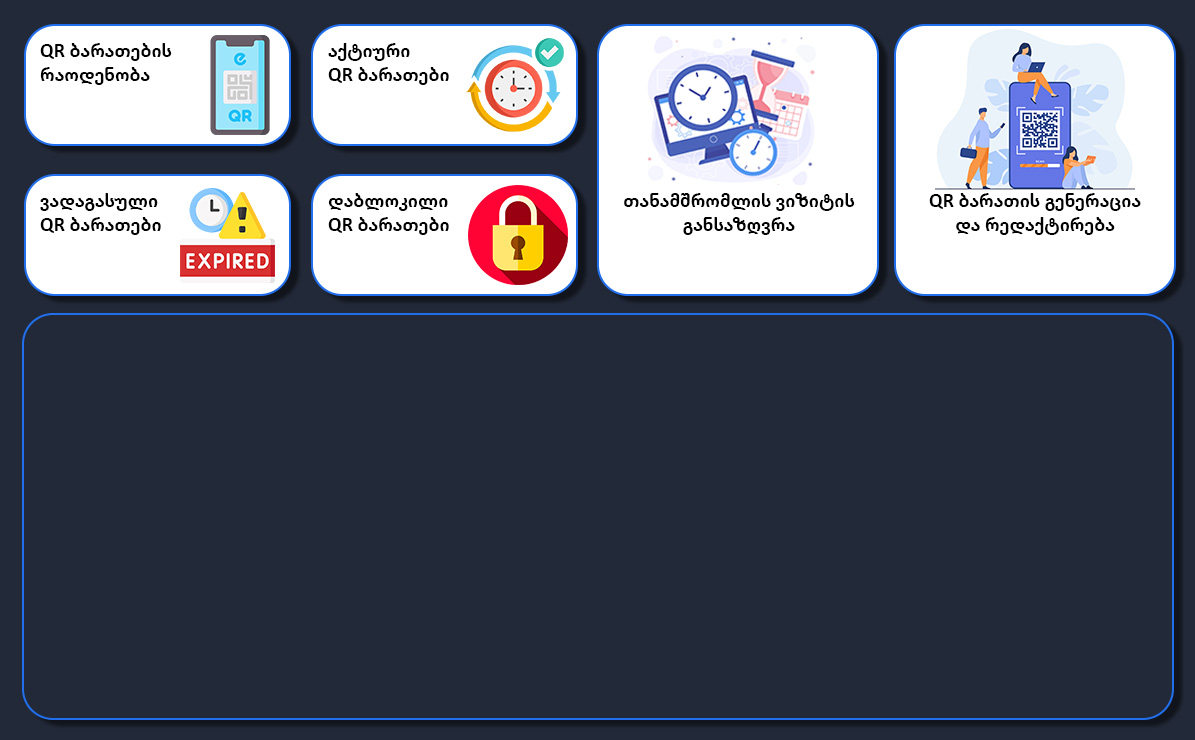 QR ბარათების
რაოდენობა
QR
აქტიური
QR ბარათები
ვადაგასული
QR ბარათები
EXPIRED
დაბლოკილი
QR ბარათები
თანამშრომლის ვიზიტის
განსაზღვრა
QR ბარათის გენერაცია
და რედაქტირება